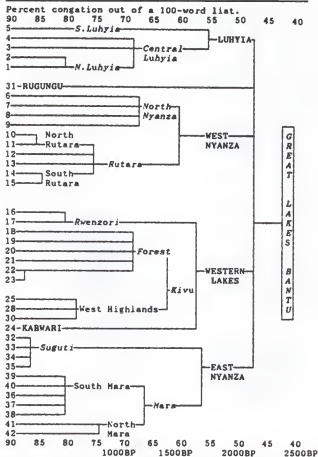 Percent congation out of a 100-word list.
90 85 80 75 70 65 60 55 50 45 40
5 S.Luhyia
4 LUHYIA
3 Central
2 Luhyia
1 N.Luhyia
31-RUGUNGU
6
7 North
8 Nyanza
9
10 North WEST
11 Rutara NYANZA
12
13 Rutara
14 South
15 Rutara
16
17 Rwenzori
18
19
20 Forest
21
22 WESTERN
23 LAKES
Kivu
25
28 West Highlands
30
24-KABWARI
32
33 Suguti
34
35 EAST
39 NYANZA
40 South Mara
36
37 Mara
38
41 North
42 Mara
GREAT LAKES BANTU
90 85 80 75 70 65 60 55 50 45 40
1000BP 1500BP 2000BP 2500BP